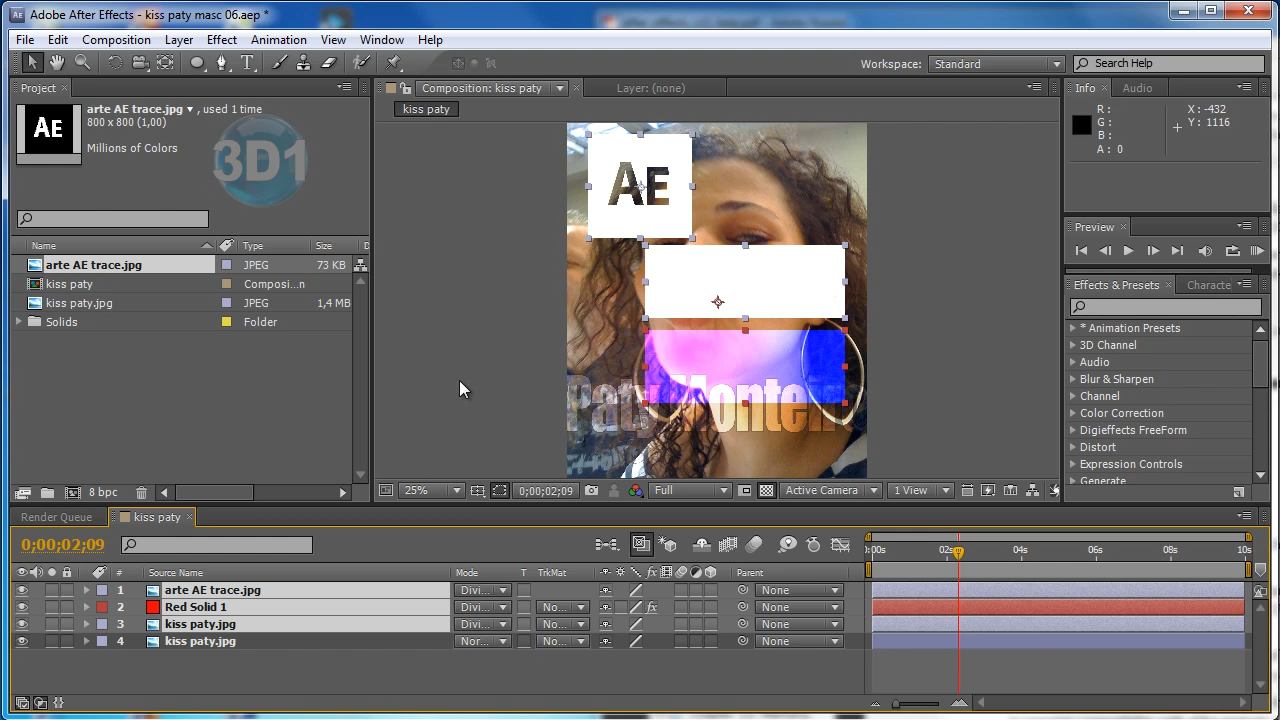 Adobe After Effects - kiss paty masc 06.aep *
File Edit Composition Layer Effect Animation View Window Help
Workspace: Standard Search Help
Project
arte AE trace.jpg , used 1 time
800 x 800 (1,00)
Millions of Colors
AE
3D1
Name Type Size D
arte AE trace.jpg JPEG 73 KB
kiss paty Composi...n
kiss paty.jpg JPEG 1,4 MB
Solids Folder
8 bpc
Composition: kiss paty Layer: (none)
kiss paty
AE
Paty Montein
25% 0;00;02;09 Full Active Camera 1 View
Info Audio
R : X : -432
G : Y : 1116
B :
A : 0
Preview
Effects & Presets Characte
* Animation Presets
3D Channel
Audio
Blur & Sharpen
Channel
Color Correction
Digieffects FreeForm
Distort
Expression Controls
Generate
Render Queue kiss paty
0;00;02;09
0:00s 02s 04s 06s 08s 10s
# Source Name Mode T TrkMat Parent
1 arte AE trace.jpg Divi... None
2 Red Solid 1 Divi... No... None
3 kiss paty.jpg Divi... No... None
4 kiss paty.jpg Nor... No... None